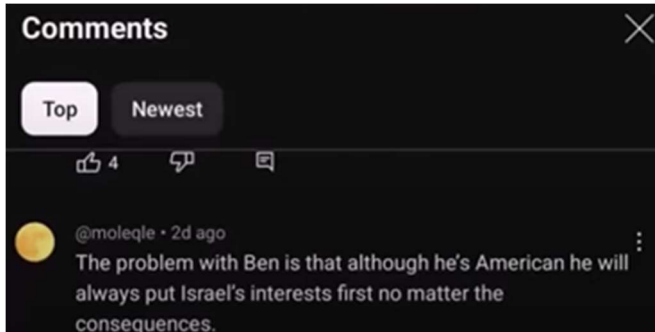 Comments
Top Newest
4
@moleqle • 2d ago
The problem with Ben is that although he's American he will
always put Israel's interests first no matter the
consequences.